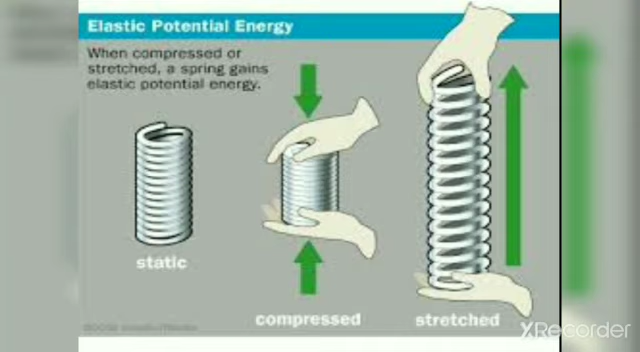 Elastic Potential Energy
When compressed or
stretched, a spring gains
elastic potential energy.
static
compressed
stretched
XRecorder